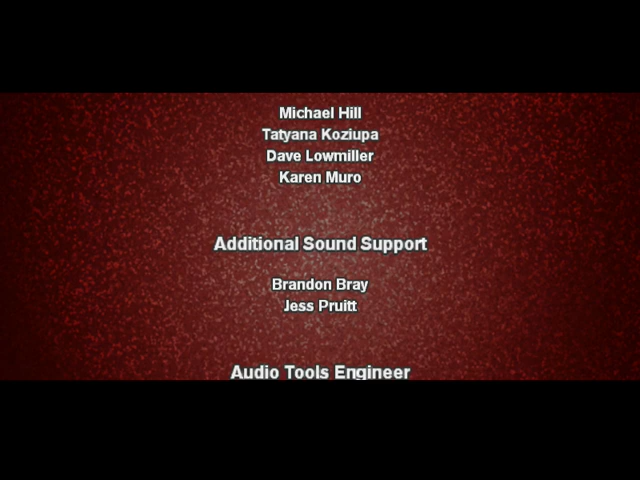 Michael Hill
Tatyana Koziupa
Dave Lowmiller
Karen Muro
Additional Sound Support
Brandon Bray
Jess Pruitt
Audio Tools Engineer